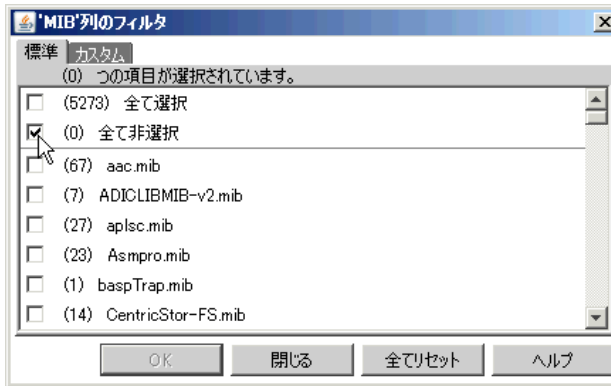 'MIB'列のフィルタ
標準 カスタム
(0) つの項目が選択されています。
(5273) 全て選択
(0) 全て非選択
(67) aac.mib
(7) ADICLIBMIB-v2.mib
(27) aplsc.mib
(23) Asmpro.mib
(1) baspTrap.mib
(14) CentricStor-FS.mib
OK 閉じる 全てリセット ヘルプ